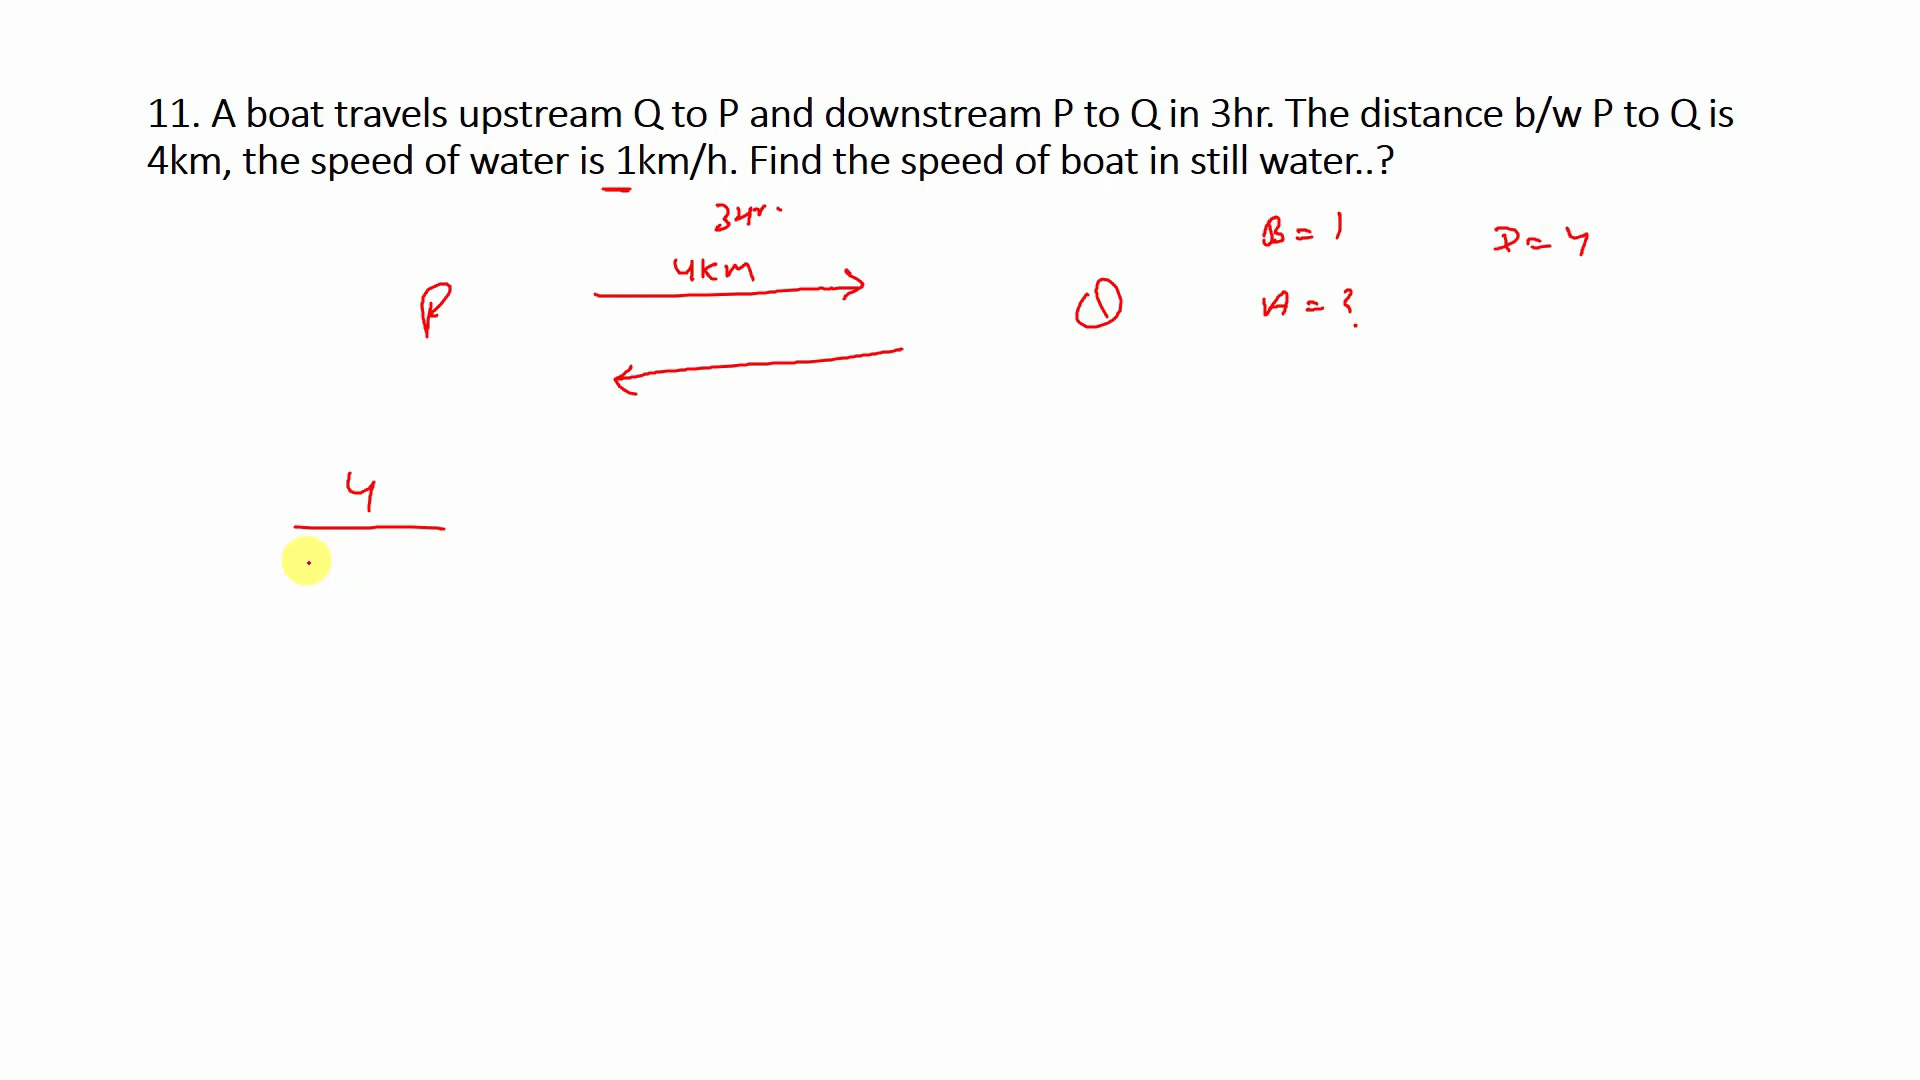 11. A boat travels upstream Q to P and downstream P to Q in 3hr. The distance b/w P to Q is
4km, the speed of water is 1km/h. Find the speed of boat in still water..?
3Hr.
B = 1
D = 4
4km
P
Q
A = ?
4